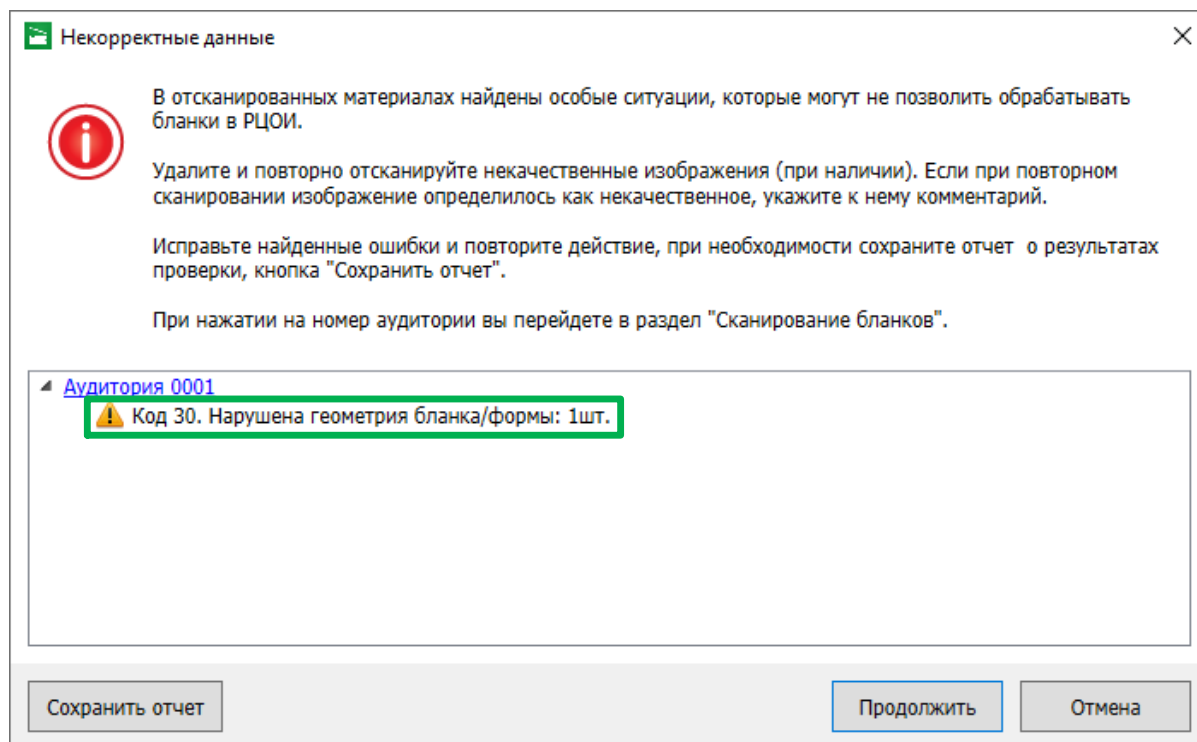 Некорректные данные
В отсканированных материалах найдены особые ситуации, которые могут не позволить обрабатывать
бланки в РЦОИ.
Удалите и повторно отсканируйте некачественные изображения (при наличии). Если при повторном
сканировании изображение определилось как некачественное, укажите к нему комментарий.
Исправьте найденные ошибки и повторите действие, при необходимости сохраните отчет  о результатах
проверки, кнопка "Сохранить отчет".
При нажатии на номер аудитории вы перейдете в раздел "Сканирование бланков".
Аудитория 0001
Код 30. Нарушена геометрия бланка/формы: 1шт.
Сохранить отчет
Продолжить
Отмена